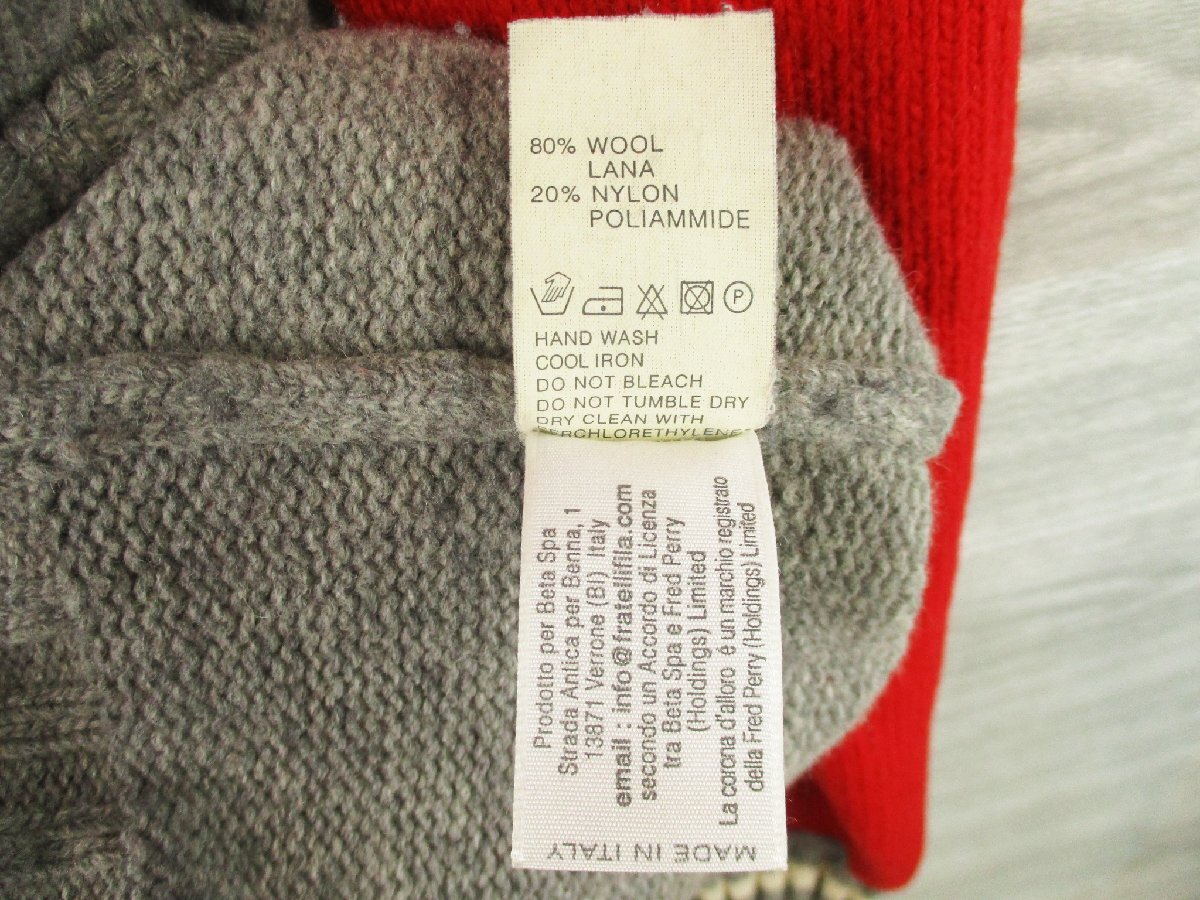 80% WOOL
LANA
20% NYLON
POLIAMMIDE
P
HAND WASH
COOL IRON
DO NOT BLEACH
DO NOT TUMBLE DRY
DRY CLEAN WITH
PERCHLORETHYLENE
Prodotto per Beta Spa
Strada Antica per Benna, 1
13871 Verrone (BI) Italy
email : info@fratellifila.com
secondo un Accordo di Licenza
tra Beta Spa e Fred Perry
(Holdings) Limited
La corona d'alloro é un marchio registrato
della Fred Perry (Holdings) Limited
MADE IN ITALY